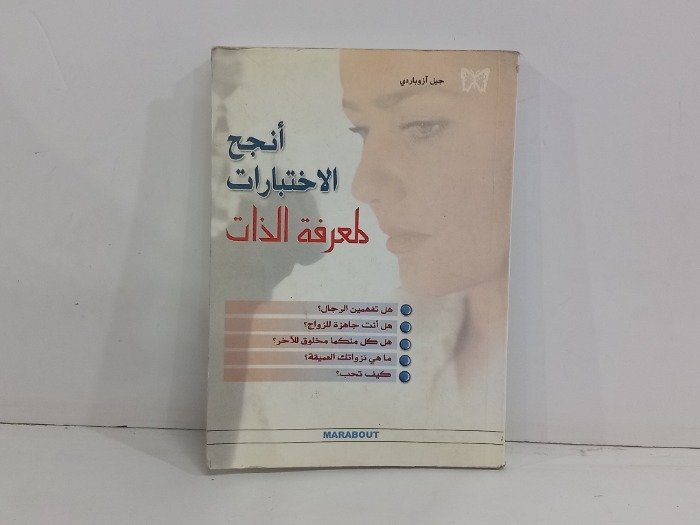 جيل آزوباردي
أنجح
الاختبارات
لمعرفة الذات
هل تفهمين الرجال؟
هل أنت جاهزة للزواج؟
هل كل منكما مخلوق للآخر؟
ما هي نزواتك العميقة؟
كيف تحب؟
MARABOUT